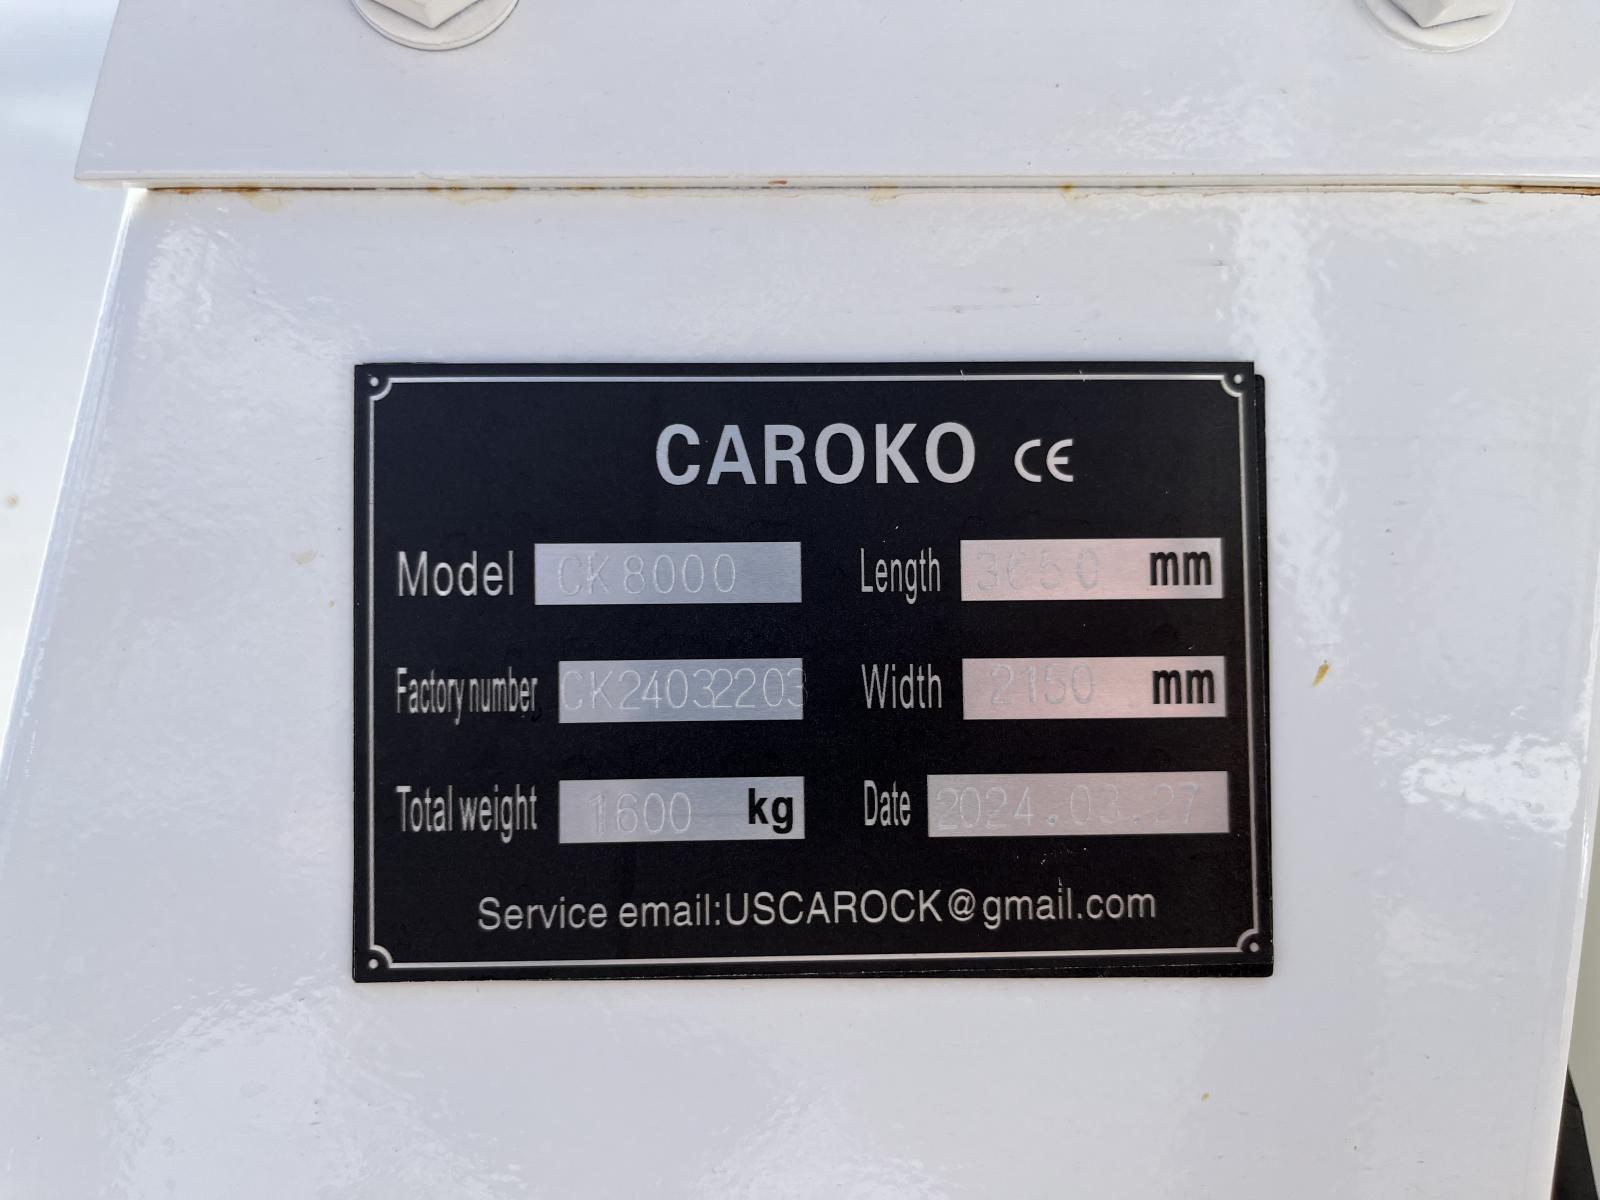 CAROKO CE
Model CK8000 Length 3650 mm
Factory number CK24032203 Width 2150 mm
Total weight 1600 kg Date 2024.03.27
Service email:USCAROCK@gmail.com